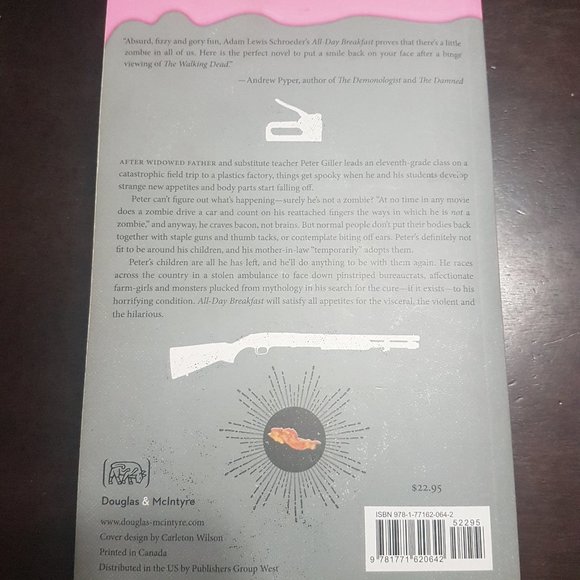 “Absurd, fizzy and gory fun, Adam Lewis Schroeder’s All-Day Breakfast proves that there’s a little
zombie in all of us. Here is the perfect novel to put a smile back on your face after a binge
viewing of The Walking Dead.”
—Andrew Pyper, author of The Demonologist and The Damned
AFTER WIDOWED FATHER and substitute teacher Peter Giller leads an eleventh-grade class on a
catastrophic field trip to a plastics factory, things get spooky when he and his students develop
strange new appetites and body parts start falling off.
Peter can’t figure out what’s happening—surely he’s not a zombie? “At no time in any movie
does a zombie drive a car and count on his reattached fingers the ways in which he is not a
zombie,” and anyway, he craves bacon, not brains. But normal people don’t put their bodies back
together with staple guns and thumb tacks, or contemplate biting off ears. Peter’s definitely not
fit to be around his children, and his mother-in-law “temporarily” adopts them.
Peter’s children are all he has left, and he’ll do anything to be with them again. He races
across the country in a stolen ambulance to face down pinstriped bureaucrats, affectionate
farm-girls and monsters plucked from mythology in his search for the cure—if it exists—to his
horrifying condition. All-Day Breakfast will satisfy all appetites for the visceral, the violent and
the hilarious.
Douglas & McIntyre
www.douglas-mcintyre.com
Cover design by Carleton Wilson
Printed in Canada
Distributed in the US by Publishers Group West
$22.95
ISBN 978-1-77162-064-2
52295
9 781771 620642